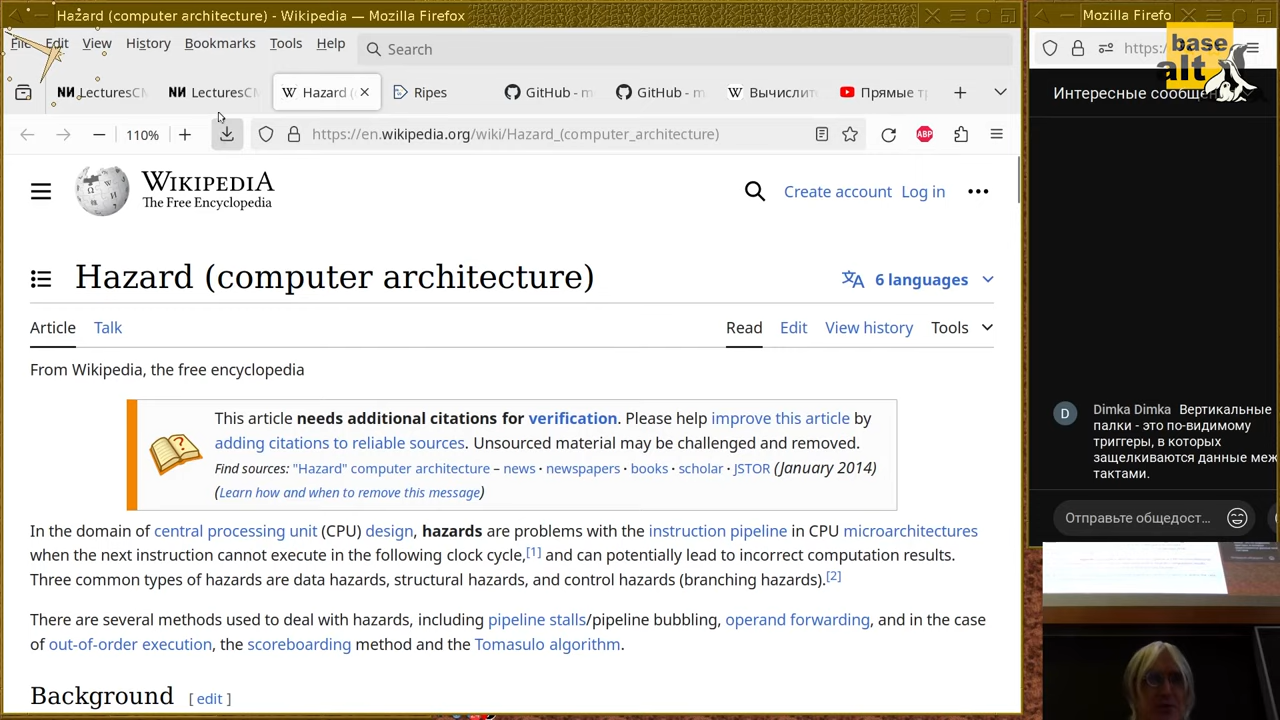 Hazard (computer architecture) - Wikipedia — Mozilla Firefox
File Edit View History Bookmarks Tools Help
Search
LecturesCM
LecturesCM
Hazard (
Ripes
GitHub - m
GitHub - m
Вычислит
Прямые т
110%
https://en.wikipedia.org/wiki/Hazard_(computer_architecture)
ABP
WIKIPEDIA
The Free Encyclopedia
Create account Log in
Hazard (computer architecture)
6 languages
Article Talk
Read Edit View history Tools
From Wikipedia, the free encyclopedia
This article needs additional citations for verification. Please help improve this article by
adding citations to reliable sources. Unsourced material may be challenged and removed.
Find sources: "Hazard" computer architecture – news · newspapers · books · scholar · JSTOR (January 2014)
(Learn how and when to remove this message)
In the domain of central processing unit (CPU) design, hazards are problems with the instruction pipeline in CPU microarchitectures
when the next instruction cannot execute in the following clock cycle,[1] and can potentially lead to incorrect computation results.
Three common types of hazards are data hazards, structural hazards, and control hazards (branching hazards).[2]
There are several methods used to deal with hazards, including pipeline stalls/pipeline bubbling, operand forwarding, and in the case
of out-of-order execution, the scoreboarding method and the Tomasulo algorithm.
Background [ edit ]
Mozilla Firefo
base
alt
https:
Интересные сообщен
D
Dimka Dimka Вертикальные
палки - это по-видимому
триггеры, в которых
защелкиваются данные меж
тактами.
Отправьте общедост...